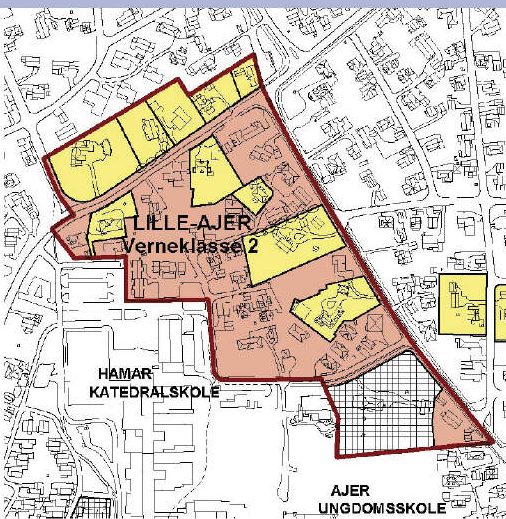 LILLE-AJER
Verneklasse 2
HAMAR
KATEDRALSKOLE
AJER
UNGDOMSSKOLE